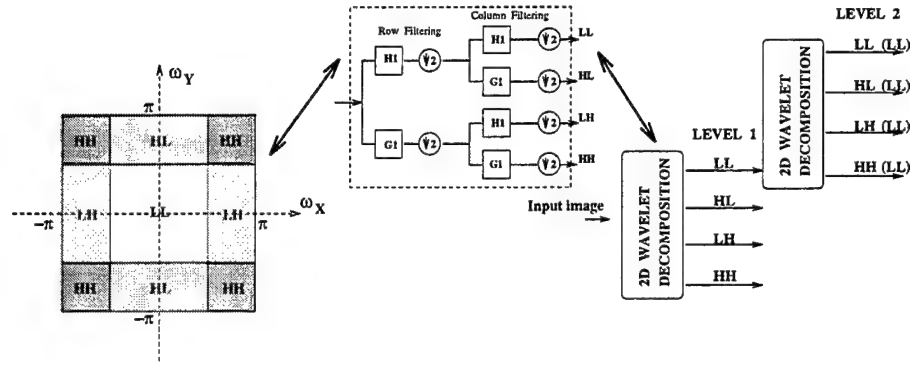 LEVEL 2
Column Filtering
Row Filtering
H1
↓2
H1
↓2
LL
G1
↓2
HL
G1
↓2
H1
↓2
LH
G1
↓2
HH
ω_Y
π
HH
HL
HH
LH
LL
LH
ω_X
-π
π
HH
HL
HH
-π
Input image
2D WAVELET
DECOMPOSITION
LEVEL 1
LL
HL
LH
HH
2D WAVELET
DECOMPOSITION
LL (LL)
HL (LL)
LH (LL)
HH (LL)